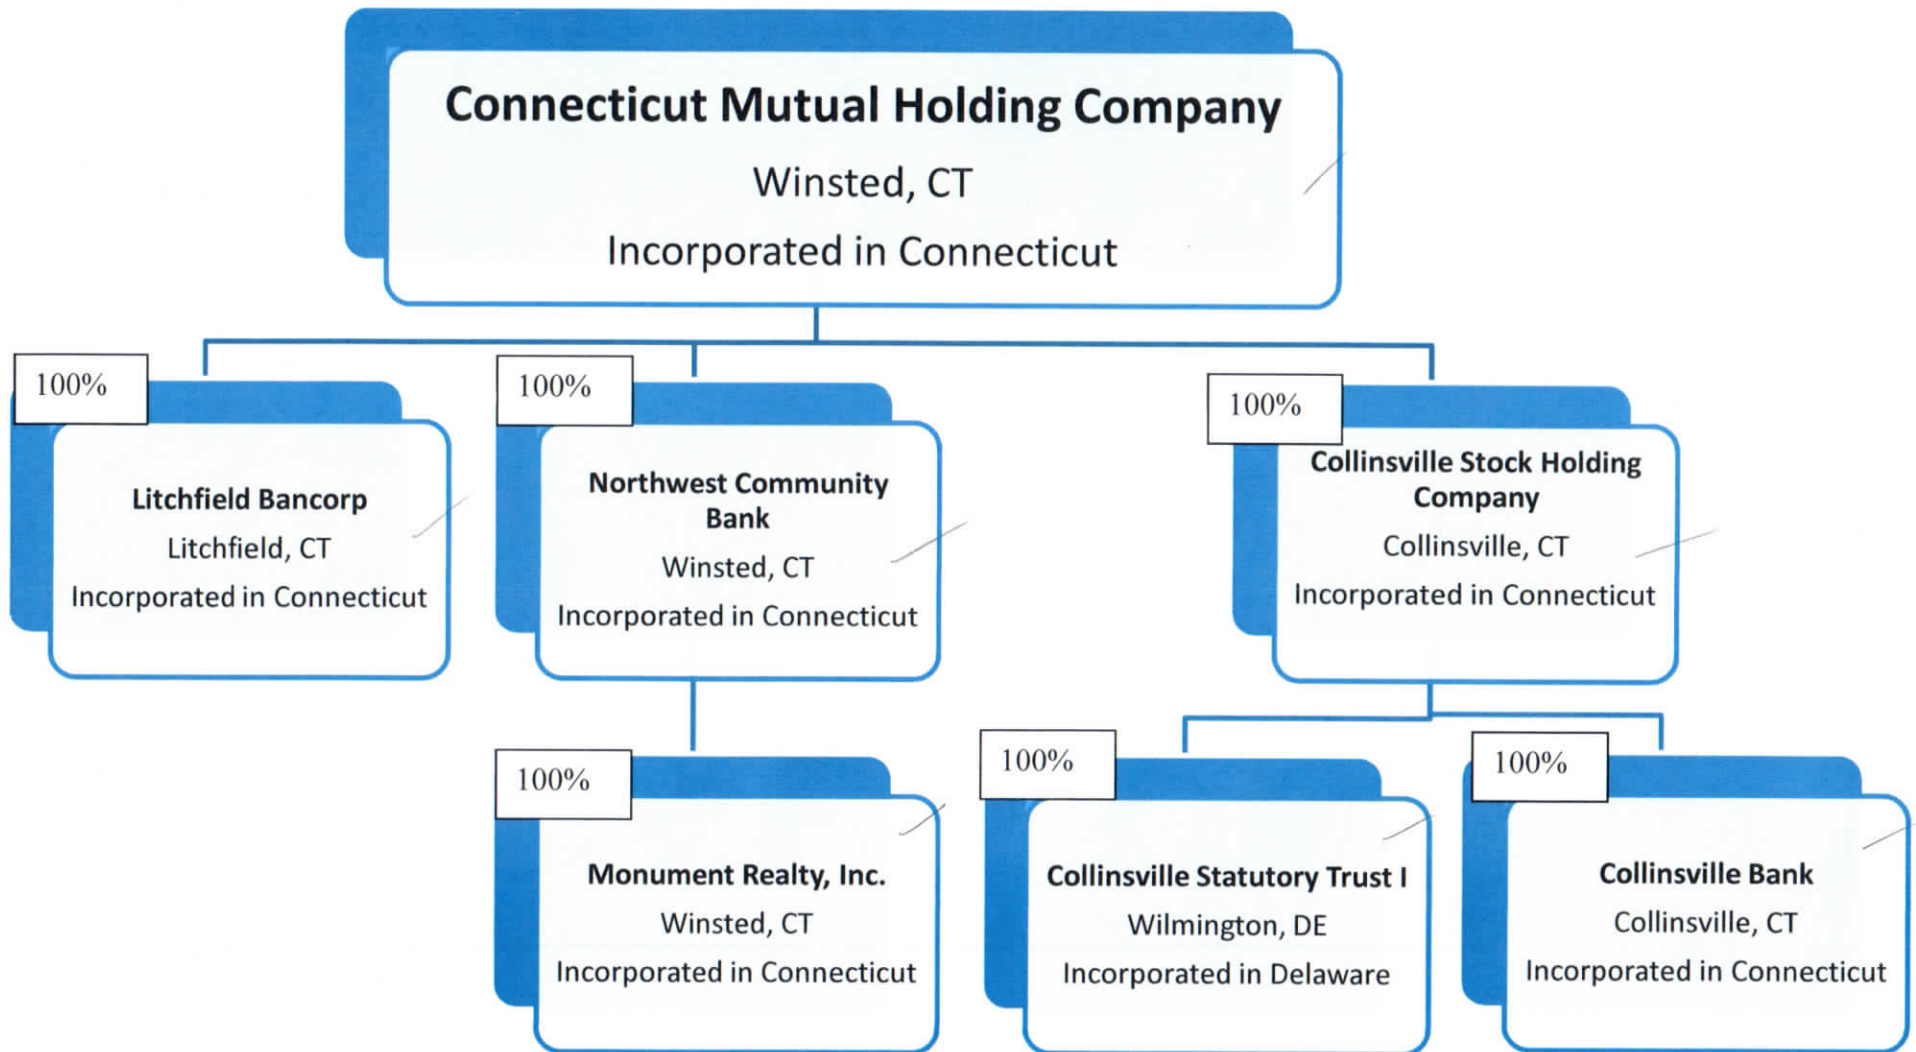 Connecticut Mutual Holding Company
Winsted, CT
Incorporated in Connecticut
100%
Litchfield Bancorp
Litchfield, CT
Incorporated in Connecticut
100%
Northwest Community
Bank
Winsted, CT
Incorporated in Connecticut
100%
Collinsville Stock Holding
Company
Collinsville, CT
Incorporated in Connecticut
100%
Monument Realty, Inc.
Winsted, CT
Incorporated in Connecticut
100%
Collinsville Statutory Trust I
Wilmington, DE
Incorporated in Delaware
100%
Collinsville Bank
Collinsville, CT
Incorporated in Connecticut